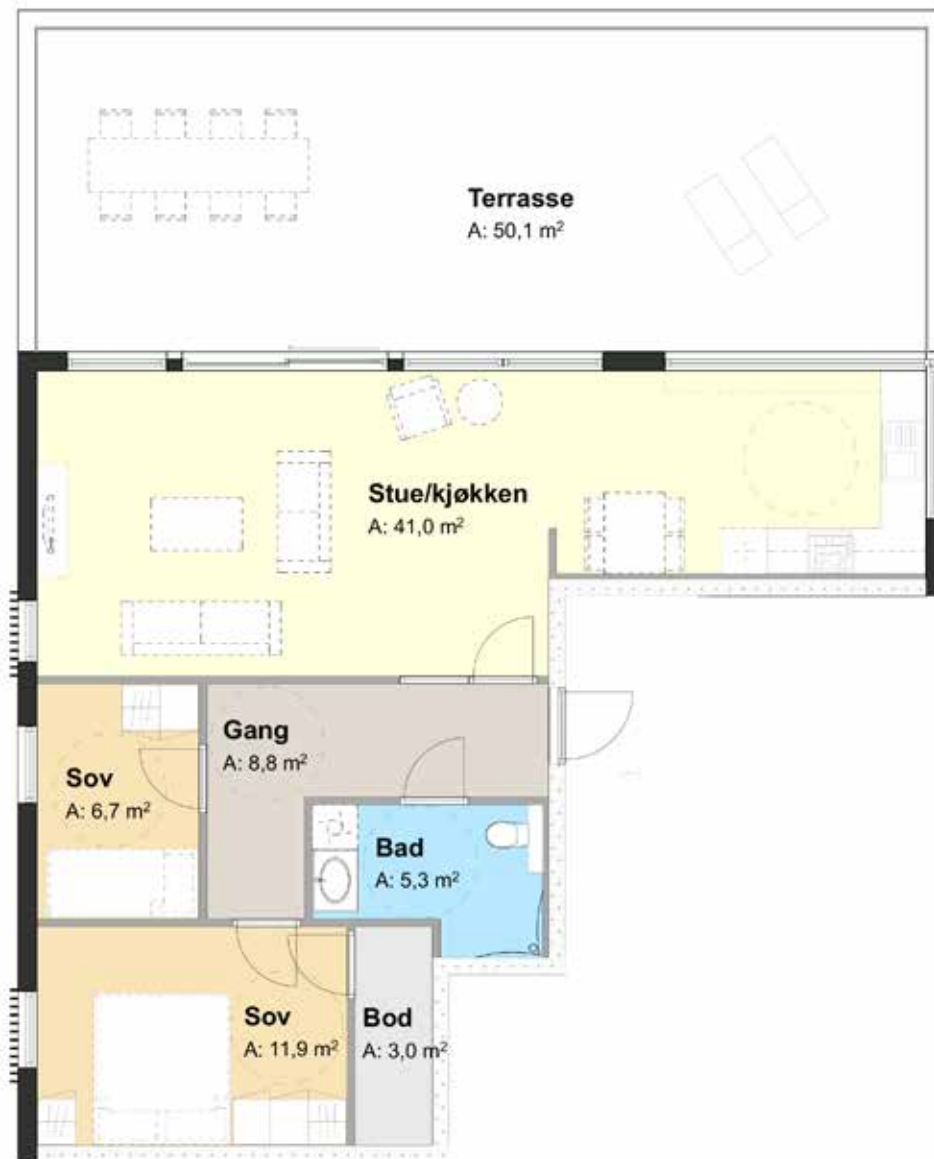 Terrasse
A: 50,1 m²
Stue/kjøkken
A: 41,0 m²
Gang
A: 8,8 m²
Sov
A: 6,7 m²
Bad
A: 5,3 m²
Sov
A: 11,9 m²
Bod
A: 3,0 m²